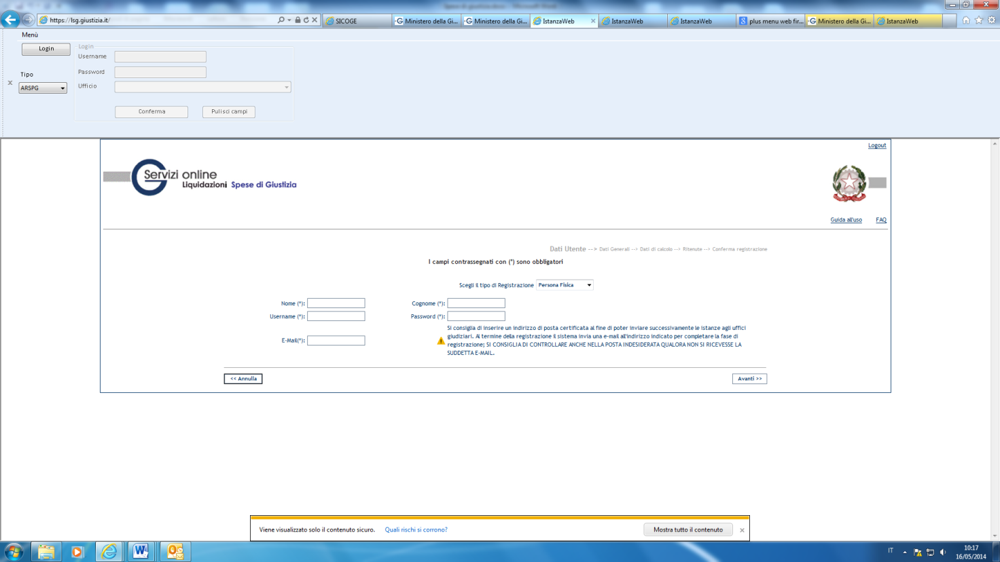 https://lsg.giustizia.it/
SICOGE
Ministero della Gi...
Ministero della Gi...
IstanzaWeb
IstanzaWeb
IstanzaWeb
plus menu web fir...
Ministero della Gi...
IstanzaWeb
Menù
Login
Login
Username
Tipo
Password
ARSPG
Ufficio
Conferma
Pulisci campi
Logout
Servizi online
Liquidazioni Spese di Giustizia
Guida all'uso
FAQ
Dati Utente --> Dati Generali --> Dati di calcolo --> Ritenute --> Conferma registrazione
I campi contrassegnati con (*) sono obbligatori
Scegli il tipo di Registrazione Persona Fisica
Nome (*): Cognome (*):
Username (*): Password (*):
E-Mail(*):
Si consiglia di inserire un indirizzo di posta certificata al fine di poter inviare successivamente le istanze agli uffici
giudiziari. Al termine della registrazione il sistema invia una e-mail all'indirizzo indicato per completare la fase di
registrazione; SI CONSIGLIA DI CONTROLLARE ANCHE NELLA POSTA INDESIDERATA QUALORA NON SI RICEVESSE LA
SUDDETTA E-MAIL.
<< Annulla
Avanti >>
Viene visualizzato solo il contenuto sicuro.
Quali rischi si corrono?
Mostra tutto il contenuto
IT
10:17
16/05/2014